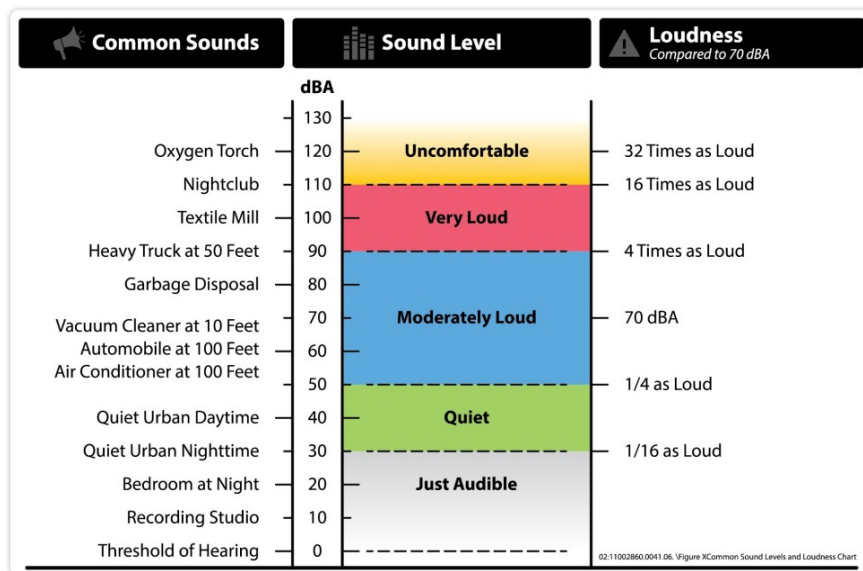 Common Sounds
Sound Level
Loudness
Compared to 70 dBA
dBA
130
Oxygen Torch 120 Uncomfortable 32 Times as Loud
Nightclub 110 16 Times as Loud
Textile Mill 100 Very Loud
Heavy Truck at 50 Feet 90 4 Times as Loud
Garbage Disposal 80
Vacuum Cleaner at 10 Feet 70 Moderately Loud 70 dBA
Automobile at 100 Feet 60
Air Conditioner at 100 Feet
50 1/4 as Loud
Quiet Urban Daytime 40 Quiet
Quiet Urban Nighttime 30 1/16 as Loud
Bedroom at Night 20 Just Audible
Recording Studio 10
Threshold of Hearing 0
02:11002860.0041.06. \Figure XCommon Sound Levels and Loudness Chart